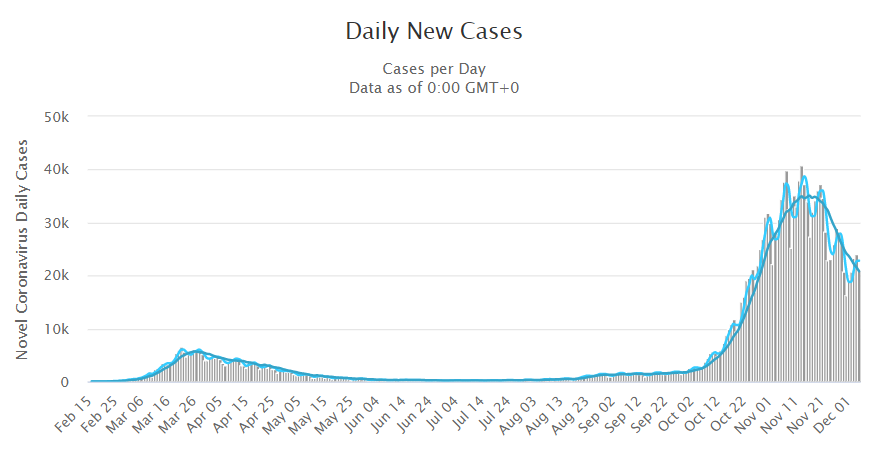 Daily New Cases
Cases per Day
Data as of 0:00 GMT+0
Novel Coronavirus Daily Cases
50k
40k
30k
20k
10k
0
Feb 15
Feb 25
Mar 06
Mar 16
Mar 26
Apr 05
Apr 15
Apr 25
May 05
May 15
May 25
Jun 04
Jun 14
Jun 24
Jul 04
Jul 14
Jul 24
Aug 03
Aug 13
Aug 23
Sep 02
Sep 12
Sep 22
Oct 02
Oct 12
Oct 22
Nov 01
Nov 11
Nov 21
Dec 01